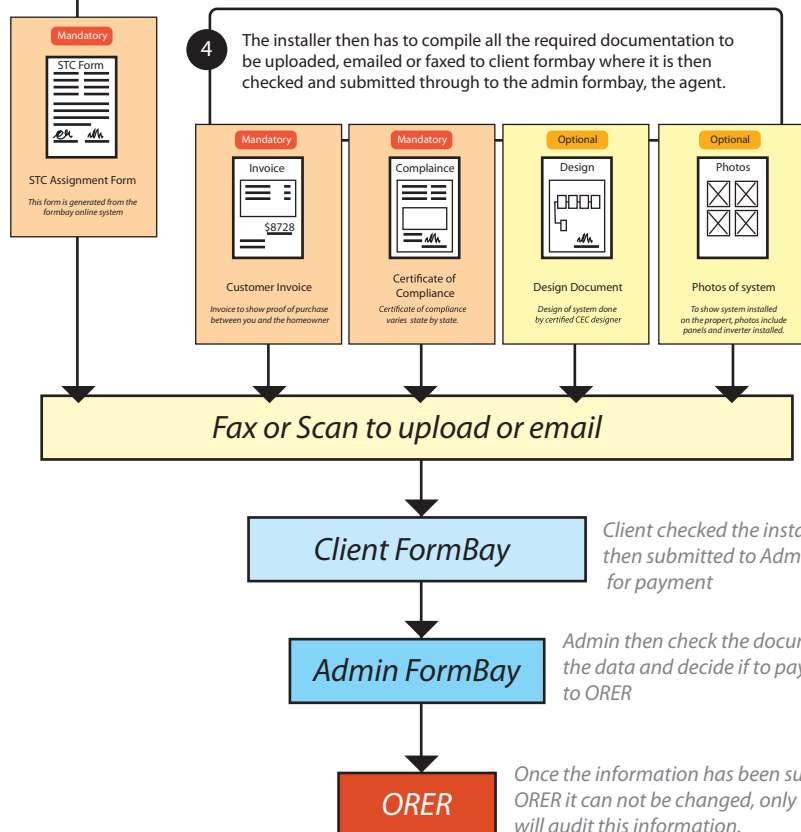 Mandatory
STC Form
STC Assignment Form
This form is generated from the
formbay online system
4
The installer then has to compile all the required documentation to
be uploaded, emailed or faxed to client formbay where it is then
checked and submitted through to the admin formbay, the agent.
Mandatory
Invoice
$8728
Customer Invoice
Invoice to show proof of purchase
between you and the homeowner
Mandatory
Complaince
Certificate of
Compliance
Certificate of compliance
varies state by state.
Optional
Design
Design Document
Design of system done
by certified CEC designer
Optional
Photos
Photos of system
To show system installed
on the propert, photos include
panels and inverter installed.
Fax or Scan to upload or email
Client FormBay
Client checked the
then submitted to
for payment
Admin FormBay
Admin then check the
the data and decide if to pay
to ORER
ORER
Once the information has been
ORER it can not be changed, only
will audit this information.